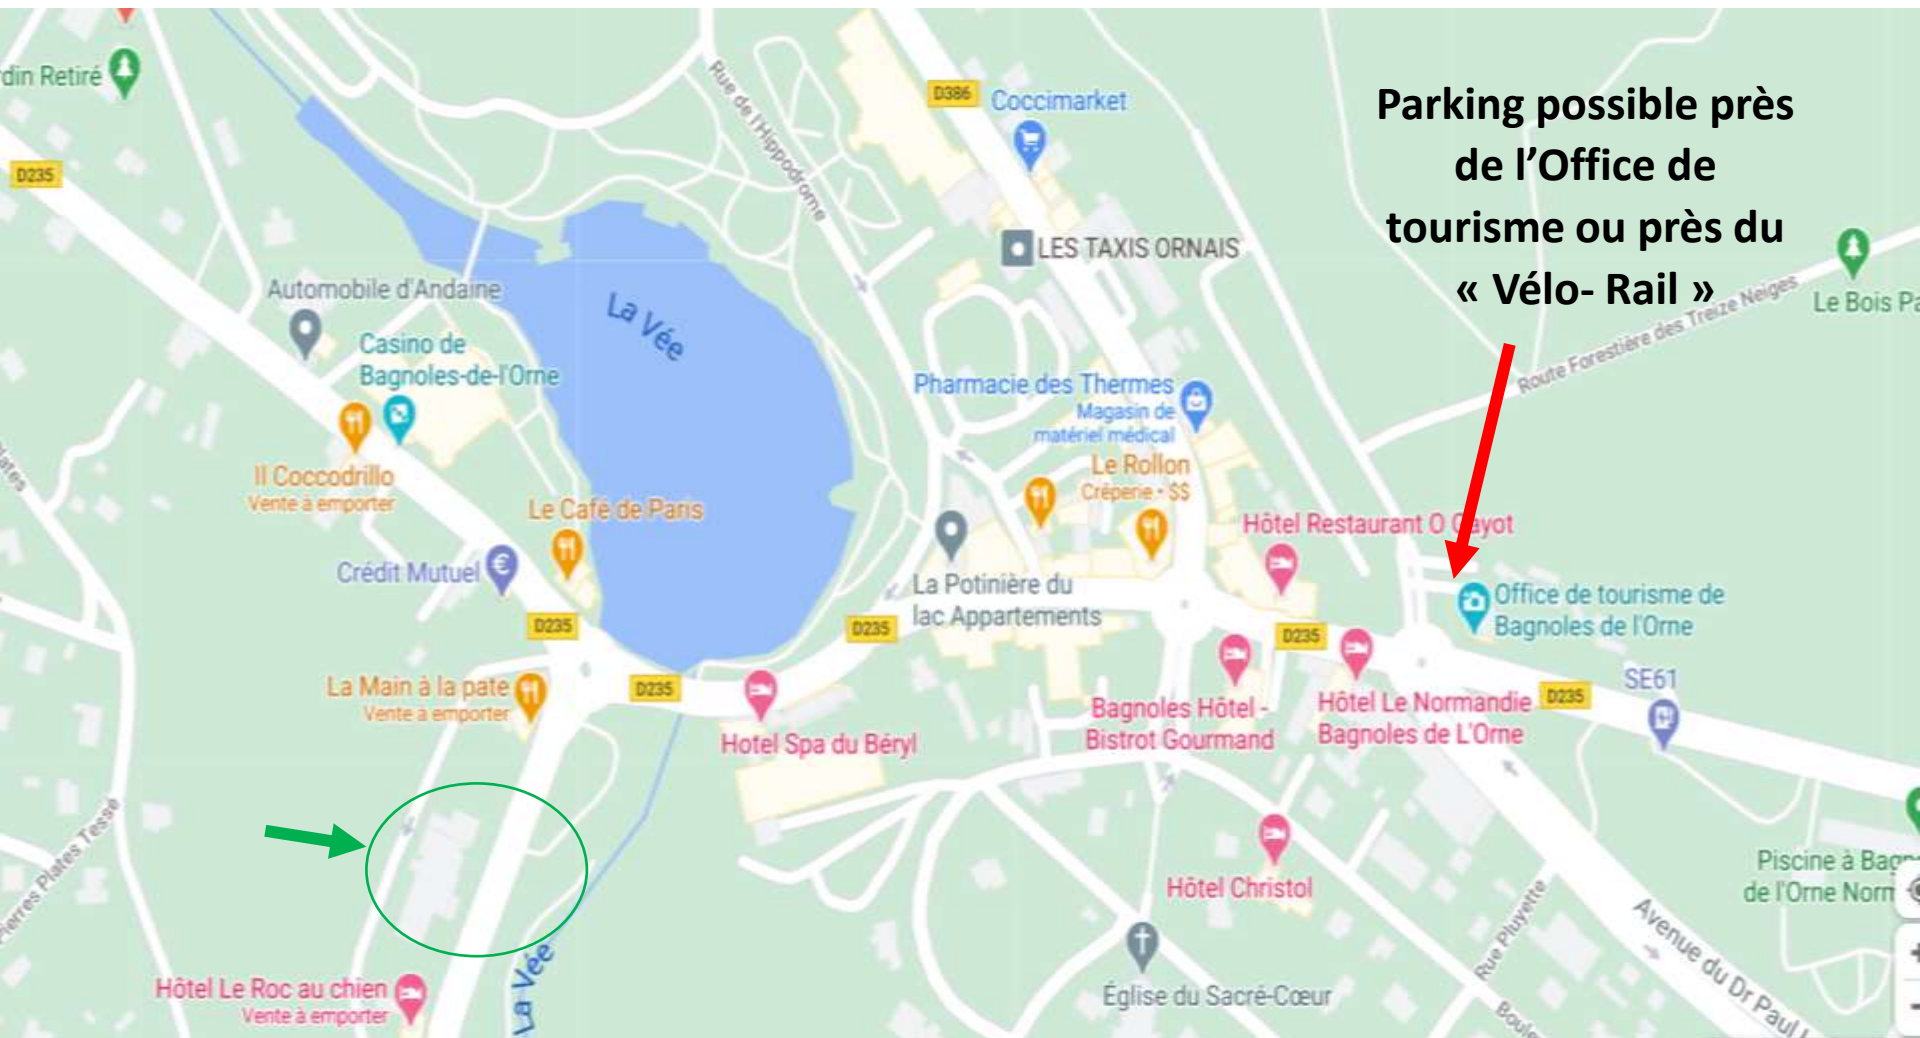 Parking possible près
de l’Office de
tourisme ou près du
« Vélo- Rail »
din Retiré
D235
Rue de l'Hippodrome
D386
Coccimarket
LES TAXIS ORNAIS
Route Forestière des Treize Neiges
Le Bois Pa
Automobile d'Andaine
Casino de
Bagnoles-de-l'Orne
La Vée
Pharmacie des Thermes
Magasin de
matériel médical
Il Coccodrillo
Vente à emporter
Le Café de Paris
Le Rollon
Crêperie - $$
Hôtel Restaurant O Gayot
Crédit Mutuel
La Potinière du
lac Appartements
Office de tourisme de
Bagnoles de l'Orne
D235
D235
D235
D235
D235
La Main à la pate
Vente à emporter
Hotel Spa du Béryl
Bagnoles Hôtel -
Bistrot Gourmand
Hôtel Le Normandie
Bagnoles de L'Orne
SE61
Pierres Plates Tessé
Hôtel Christol
Piscine à Bagn
de l'Orne Norm
Rue Pluyette
Avenue du Dr Paul
Hôtel Le Roc au chien
Vente à emporter
La Vée
Église du Sacré-Cœur
Boule